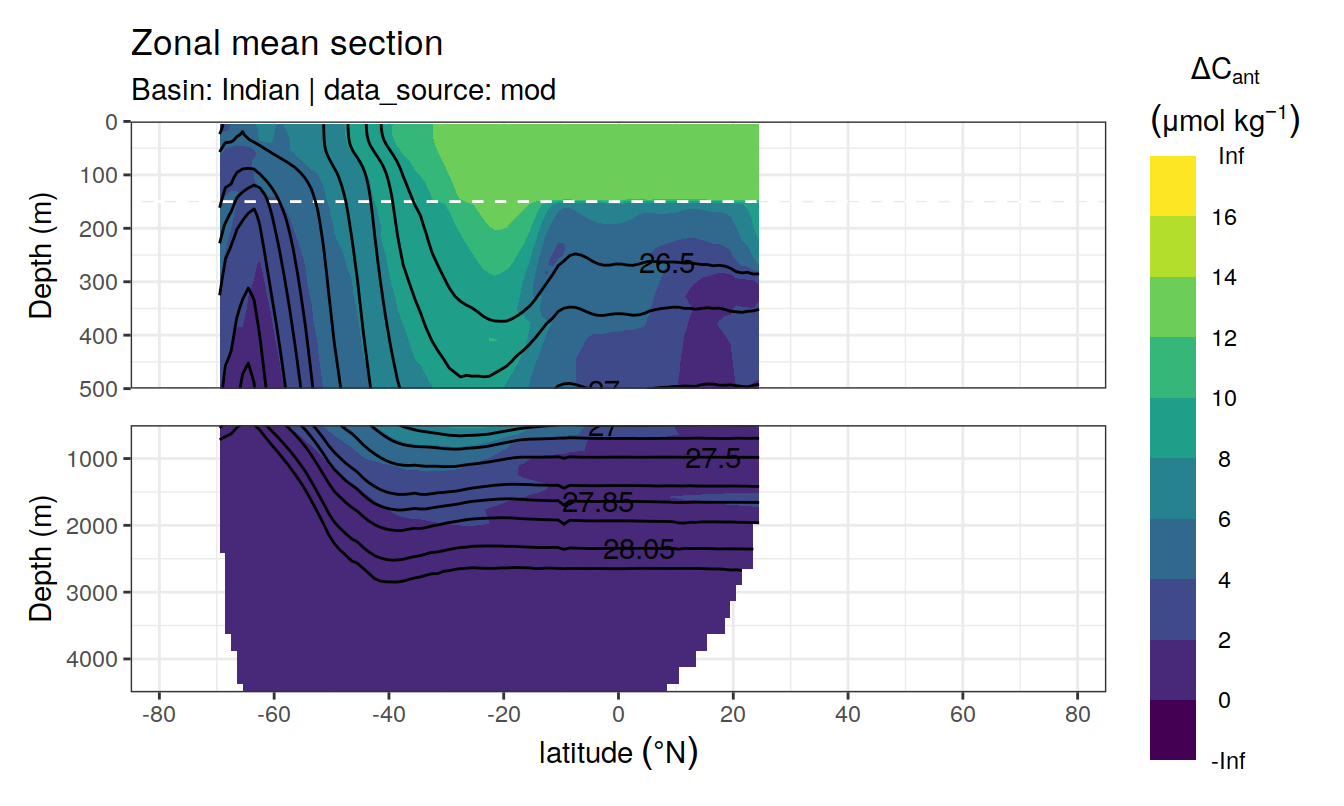 Zonal mean section
Basin: Indian | data_source: mod
ΔC_ant
(μmol kg⁻¹)
Inf
16
14
12
10
8
6
4
2
0
-Inf
Depth (m)
0
100
200
300
400
500
26.5
27
Depth (m)
1000
2000
3000
4000
27
27.5
27.85
28.05
-80 -60 -40 -20 0 20 40 60 80
latitude (°N)